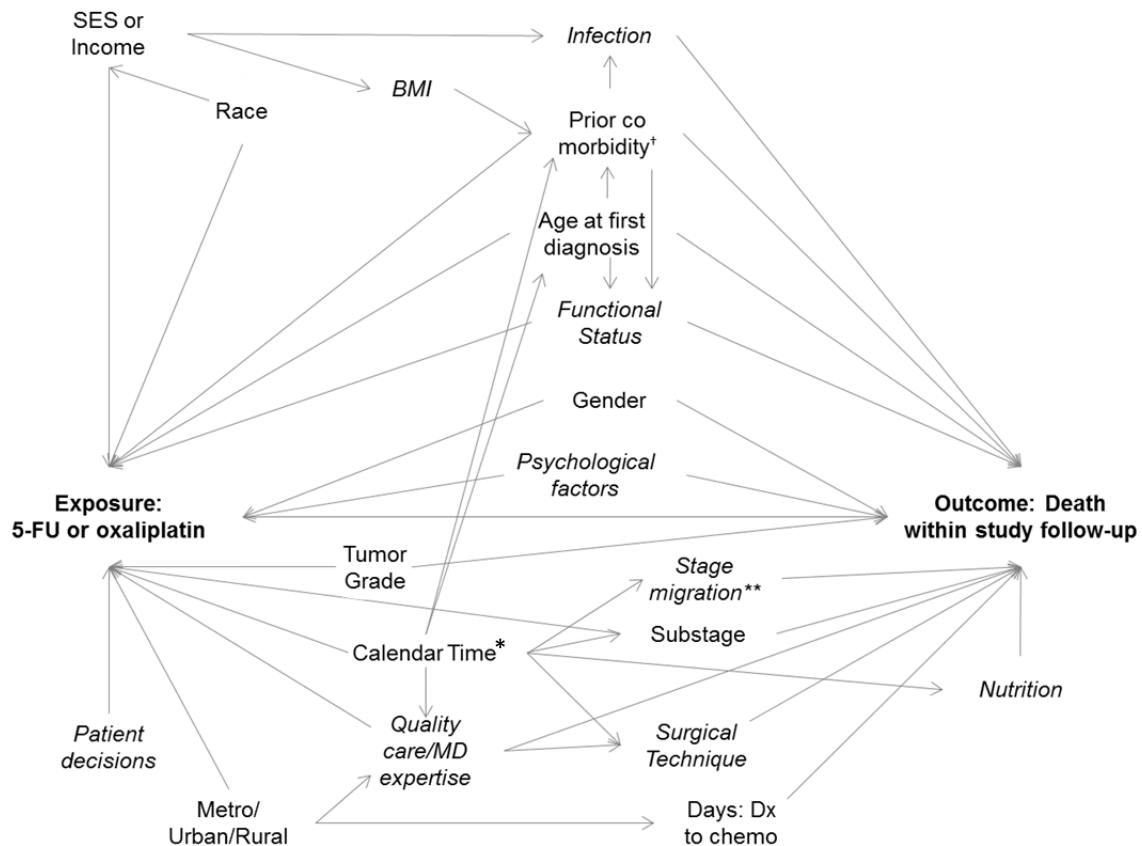 SES or
Income
Infection
BMI
Race
Prior co
morbidity†
Age at first
diagnosis
Functional
Status
Gender
Psychological
factors
Exposure:
5-FU or oxaliplatin
Outcome: Death
within study follow-up
Tumor
Grade
Stage
migration**
Substage
Calendar Time*
Nutrition
Patient
decisions
Quality
care/MD
expertise
Surgical
Technique
Metro/
Urban/Rural
Days: Dx
to chemo